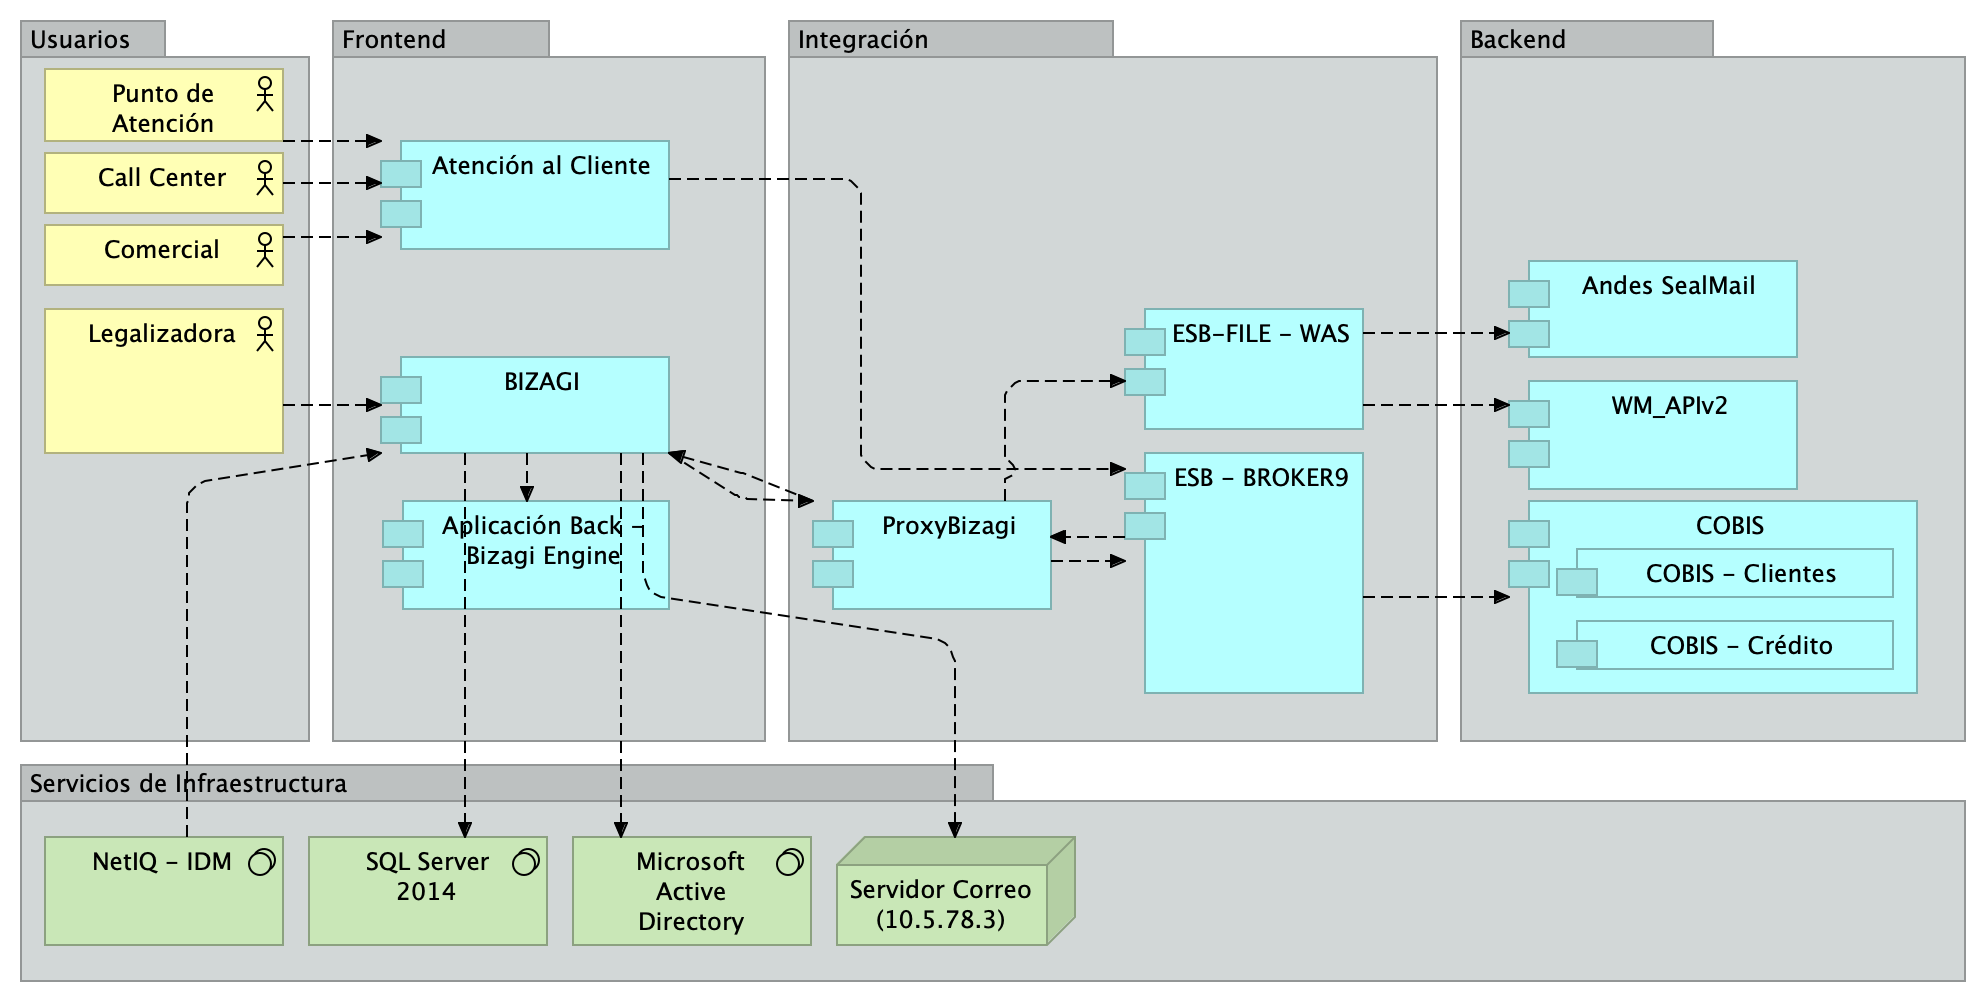 Usuarios
Punto de
Atención
Call Center
Comercial
Legalizadora
Frontend
Atención al Cliente
BIZAGI
Aplicación Back -
Bizagi Engine
Integración
ESB-FILE - WAS
ESB - BROKER9
ProxyBizagi
Backend
Andes SealMail
WM_APIv2
COBIS
COBIS - Clientes
COBIS - Crédito
Servicios de Infraestructura
NetIQ - IDM
SQL Server
2014
Microsoft
Active
Directory
Servidor Correo
(10.5.78.3)